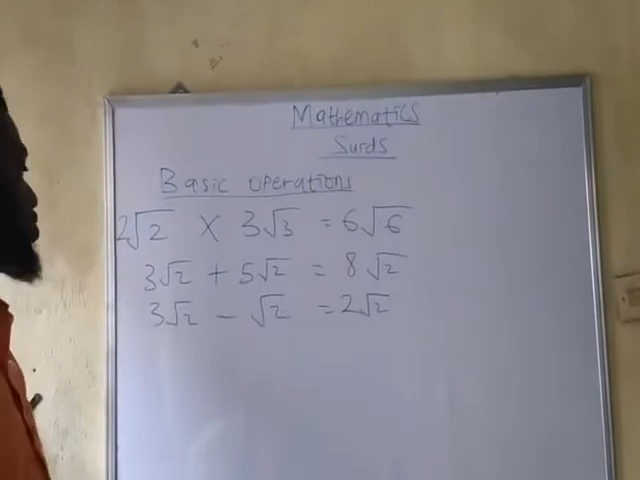 Mathematics
Surds
Basic operations
2√2 × 3√3 = 6√6
3√2 + 5√2 = 8√2
3√2 − √2 = 2√2